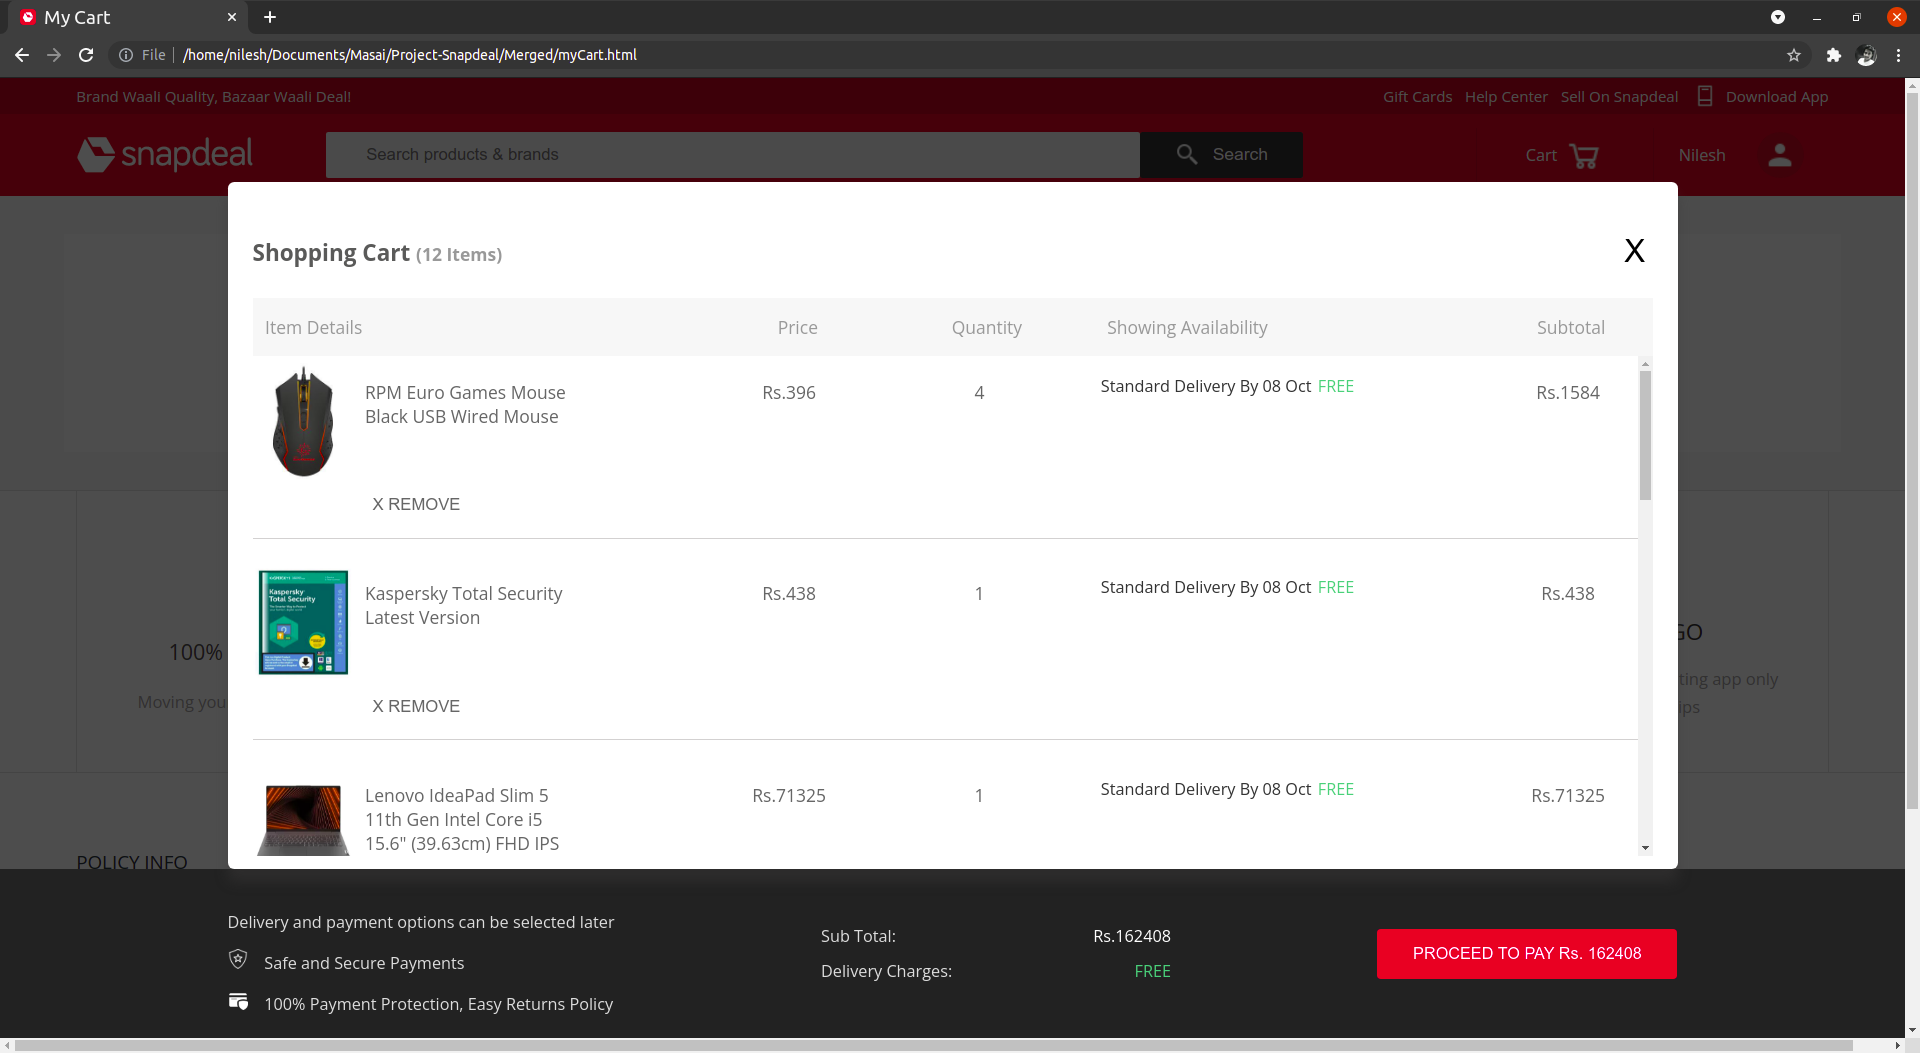 My Cart
File
/home/nilesh/Documents/Masai/Project-Snapdeal/Merged/myCart.html
Brand Waali Quality, Bazaar Waali Deal!
Gift Cards Help Center Sell On Snapdeal Download App
snapdeal
Search products & brands
Search
Cart
Nilesh
Shopping Cart (12 Items)
X
Item Details Price Quantity Showing Availability Subtotal
RPM Euro Games Mouse
Black USB Wired Mouse
Rs.396
4
Standard Delivery By 08 Oct FREE
Rs.1584
X REMOVE
Kaspersky
Total Security
Kaspersky Total Security
Latest Version
Rs.438
1
Standard Delivery By 08 Oct FREE
Rs.438
X REMOVE
Lenovo IdeaPad Slim 5
11th Gen Intel Core i5
15.6" (39.63cm) FHD IPS
Rs.71325
1
Standard Delivery By 08 Oct FREE
Rs.71325
100%
Moving you
GO
ting app only
ips
POLICY INFO
Delivery and payment options can be selected later
Safe and Secure Payments
100% Payment Protection, Easy Returns Policy
Sub Total: Rs.162408
Delivery Charges: FREE
PROCEED TO PAY Rs. 162408